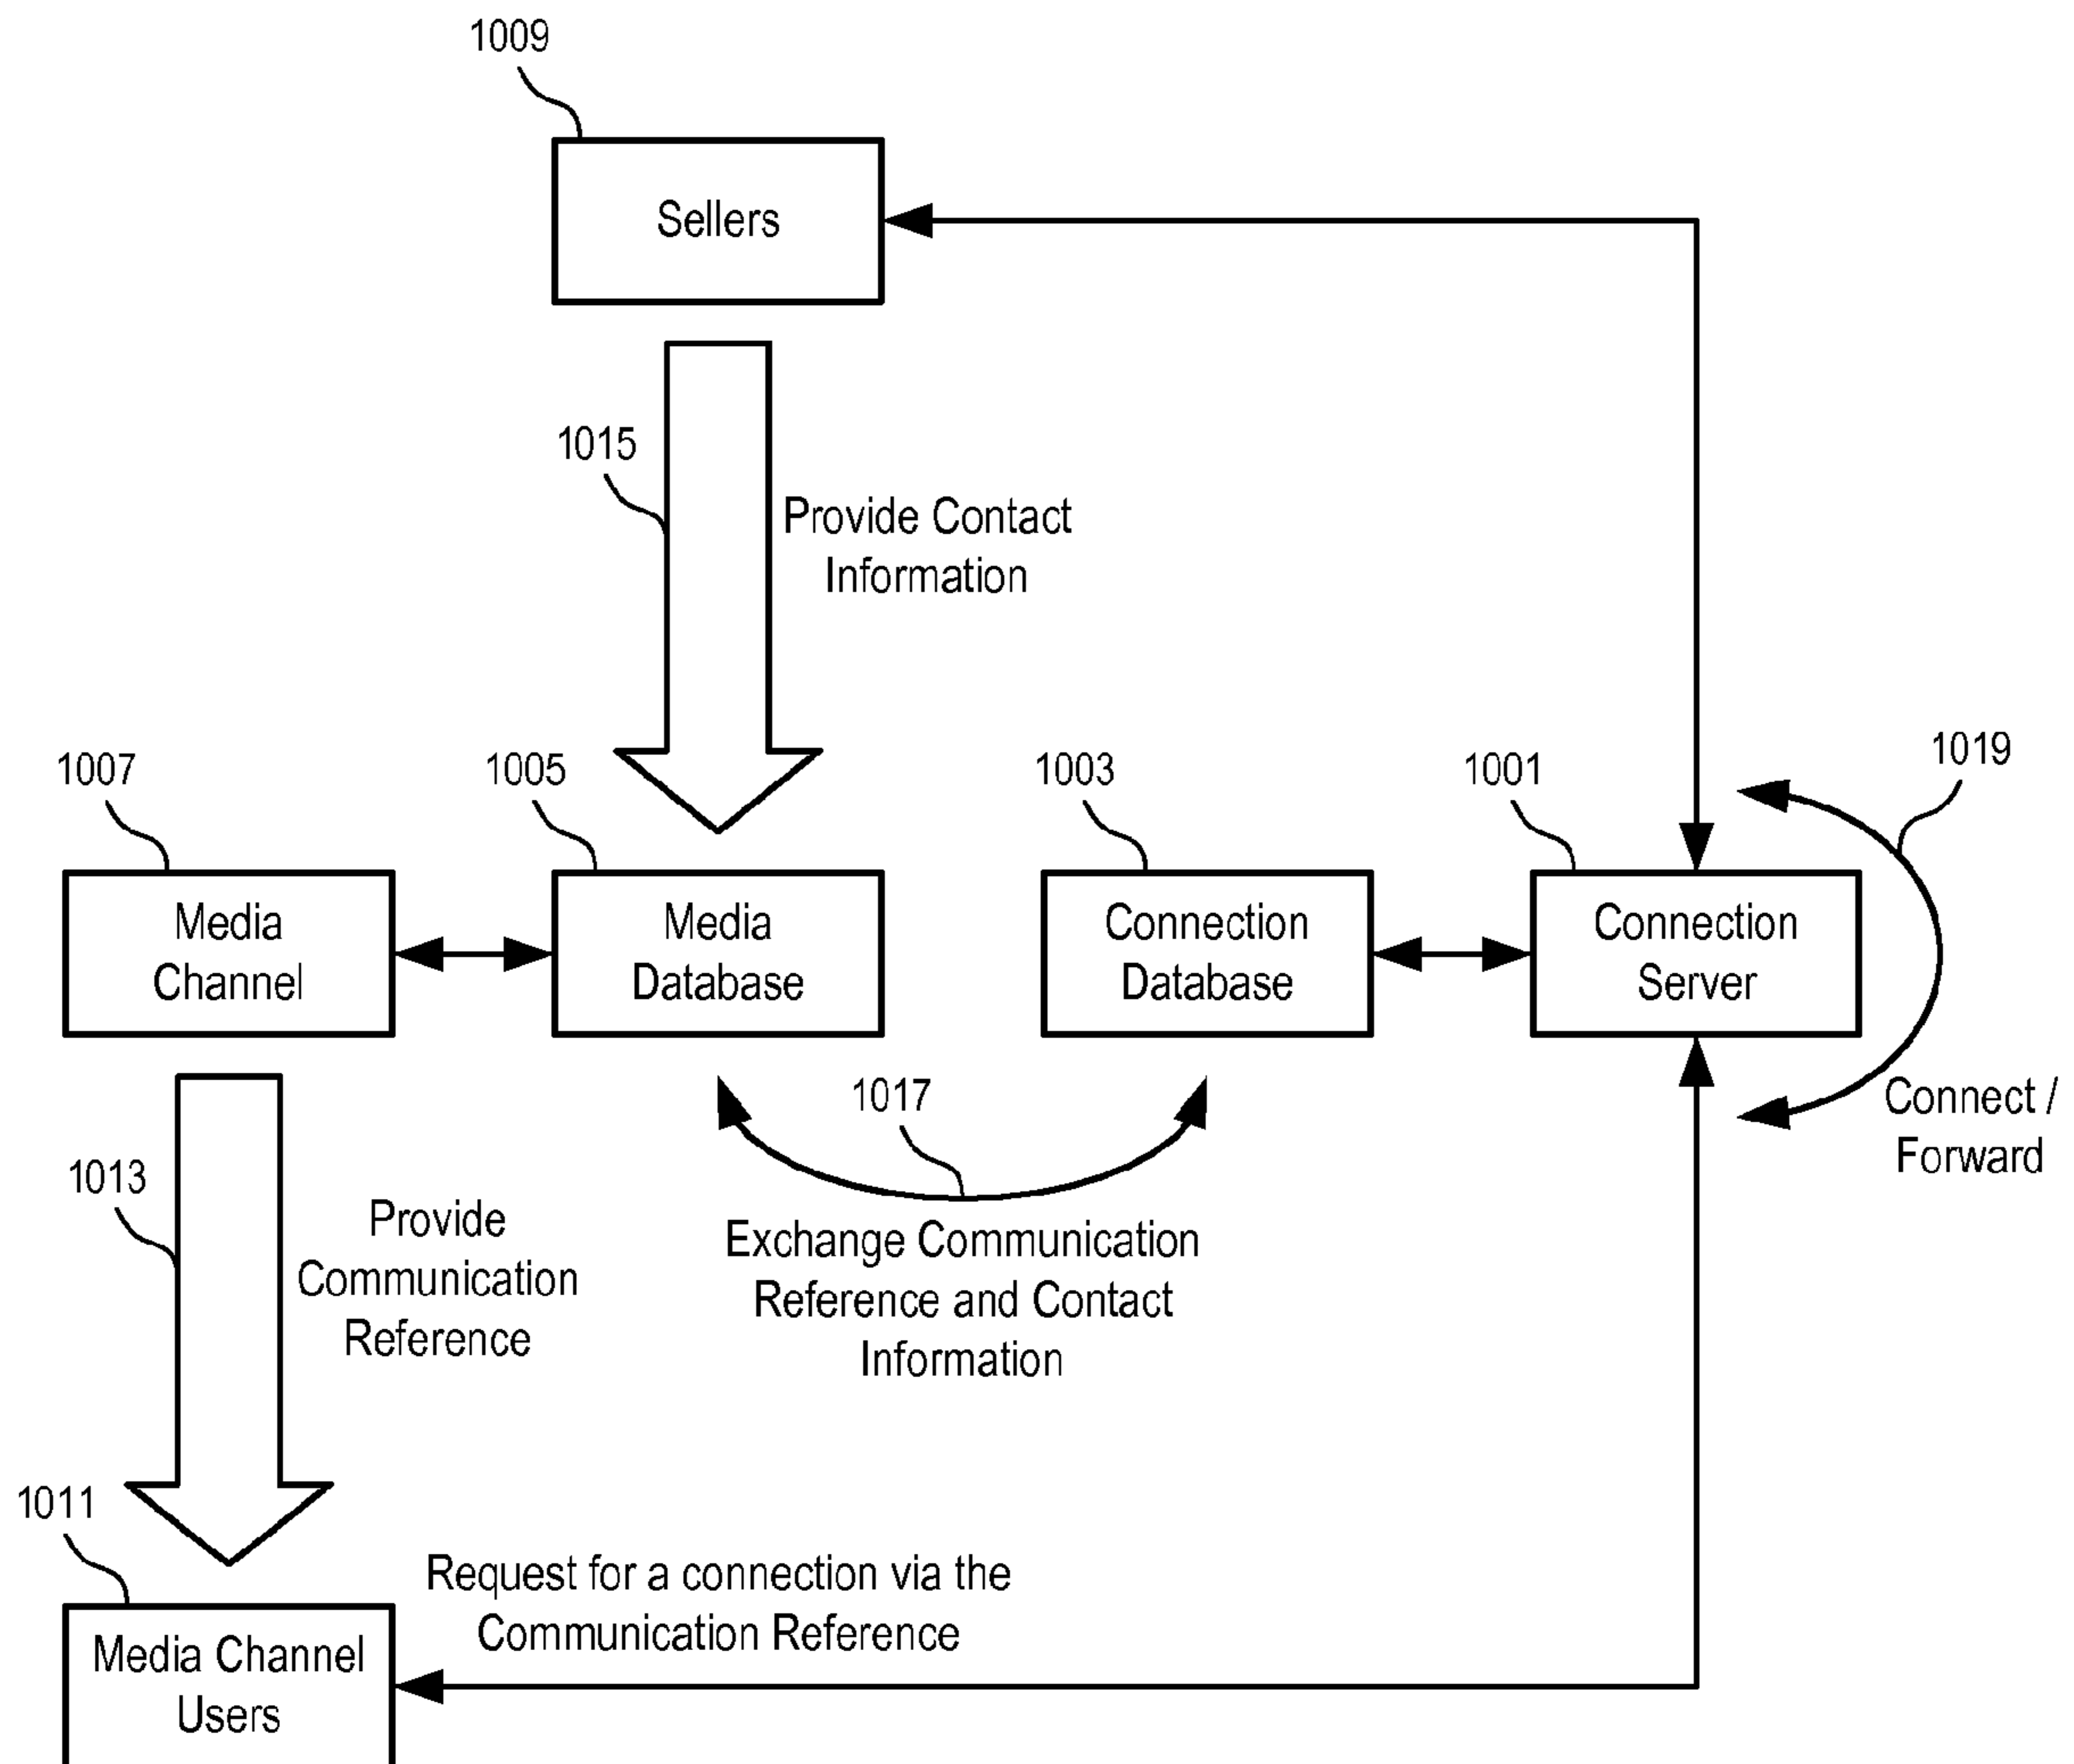 1009
Sellers
1015
Provide Contact
Information
1007
1005
1003
1001
1019
Media
Channel
Media
Database
Connection
Database
Connection
Server
1017
Connect /
Forward
1013
Provide
Communication
Reference
Exchange Communication
Reference and Contact
Information
1011
Request for a connection via the
Communication Reference
Media Channel
Users